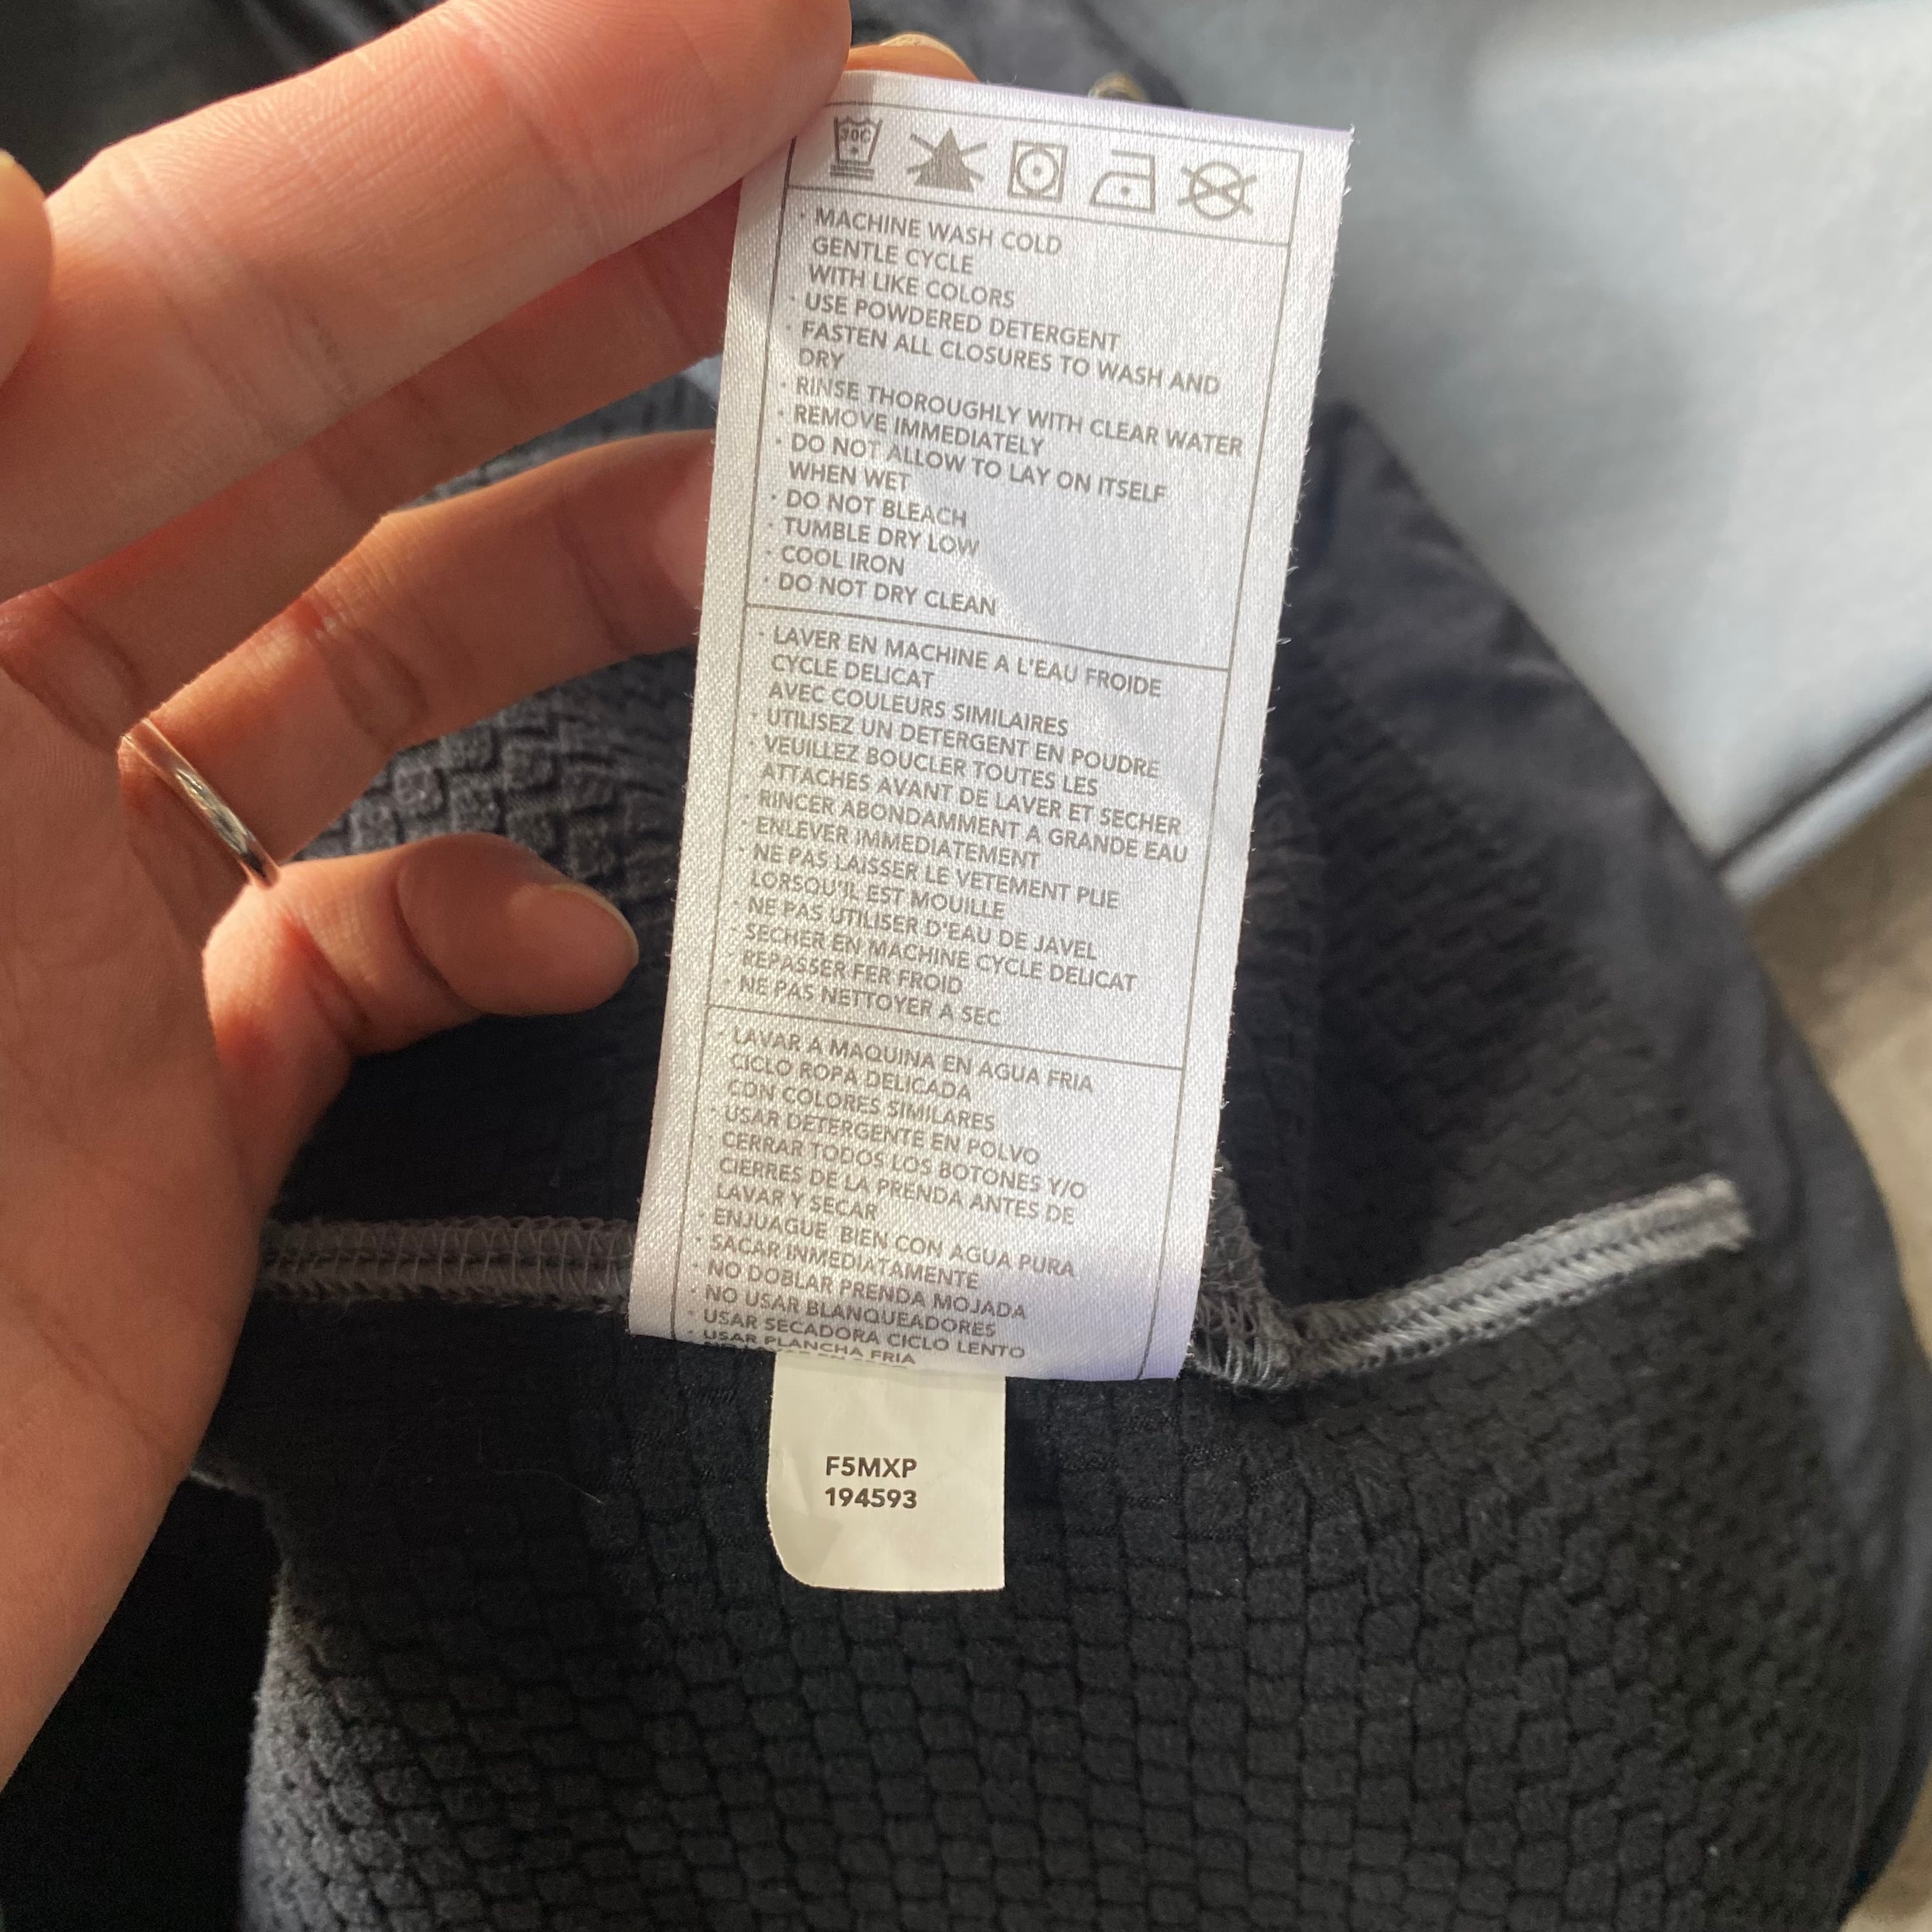 30C
· MACHINE WASH COLD
GENTLE CYCLE
WITH LIKE COLORS
· USE POWDERED DETERGENT
· FASTEN ALL CLOSURES TO WASH AND
DRY
· RINSE THOROUGHLY WITH CLEAR WATER
· REMOVE IMMEDIATELY
· DO NOT ALLOW TO LAY ON ITSELF
WHEN WET
· DO NOT BLEACH
· TUMBLE DRY LOW
· COOL IRON
· DO NOT DRY CLEAN
· LAVER EN MACHINE A L'EAU FROIDE
CYCLE DELICAT
AVEC COULEURS SIMILAIRES
· UTILISEZ UN DETERGENT EN POUDRE
· VEUILLEZ BOUCLER TOUTES LES
ATTACHES AVANT DE LAVER ET SECHER
· RINCER ABONDAMMENT A GRANDE EAU
· ENLEVER IMMEDIATEMENT
· NE PAS LAISSER LE VETEMENT PLIE
LORSQU'IL EST MOUILLE
· NE PAS UTILISER D'EAU DE JAVEL
· SECHER EN MACHINE CYCLE DELICAT
· REPASSER FER FROID
· NE PAS NETTOYER A SEC
· LAVAR A MAQUINA EN AGUA FRIA
CICLO ROPA DELICADA
CON COLORES SIMILARES
· USAR DETERGENTE EN POLVO
· CERRAR TODOS LOS BOTONES Y/O
CIERRES DE LA PRENDA ANTES DE
LAVAR Y SECAR
· ENJUAGUE BIEN CON AGUA PURA
· SACAR INMEDIATAMENTE
· NO DOBLAR PRENDA MOJADA
· NO USAR BLANQUEADORES
· USAR SECADORA CICLO LENTO
· USAR PLANCHA FRIA
F5MXP
194593